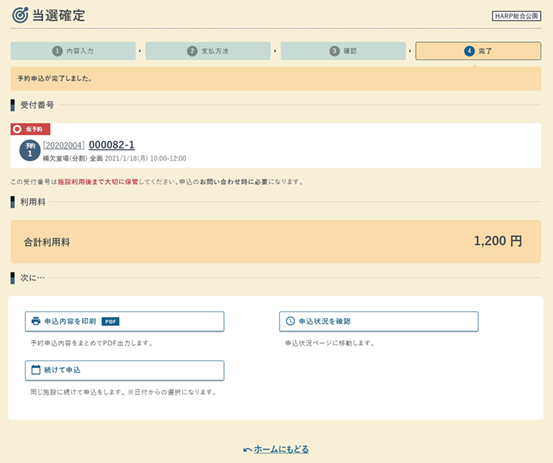 当選確定
HARP総合公園
1 内容入力
2 支払方法
3 確認
4 完了
予約申込が完了しました。
受付番号
仮予約
予約
1
[20202004] 000082-1
補欠室場(分割) 全面 2021/1/18(月) 10:00-12:00
この受付番号は施設利用後まで大切に保管してください。申込のお問い合わせ時に必要になります。
利用料
合計利用料
1,200 円
次に…
申込内容を印刷 PDF
予約申込内容をまとめてPDF出力します。
申込状況を確認
申込状況ページに移動します。
続けて申込
同じ施設に続けて申込をします。 ※日付からの選択になります。
ホームにもどる